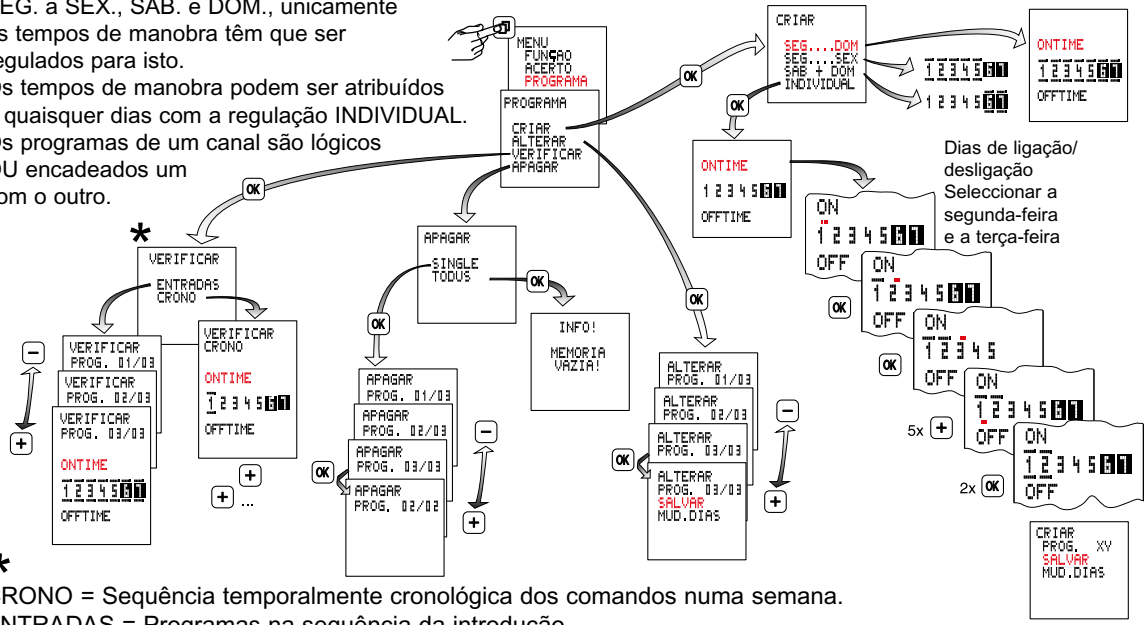 SEG. a SEX., SAB. e DOM., unicamente
os tempos de manobra têm que ser
regulados para isto.
Os tempos de manobra podem ser atribuídos
a quaisquer dias com a regulação INDIVIDUAL.
Os programas de um canal são lógicos
OU encadeados um
com o outro.
MENU
FUNÇAO
ACERTO
PROGRAMA
PROGRAMA
CRIAR
ALTERAR
VERIFICAR
APAGAR
OK
CRIAR
SEG....DOM
SEG....SEX
SAB + DOM
INDIVIDUAL
1 2 3 4 5 6 7
1 2 3 4 5 6 7
ONTIME
1 2 3 4 5 6 7
OFFTIME
OK
ONTIME
1 2 3 4 5 6 7
OFFTIME
Dias de ligação/
desligação
Seleccionar a
segunda-feira
e a terça-feira
ON
1 2 3 4 5 6 7
OFF
OK
ON
1 2 3 4 5 6 7
OFF
OK
ON
1 2 3 4 5
OFF
5x +
ON
1 2 3 4 5 6 7
OFF
2x OK
ON
1 2 3 4 5 6 7
OFF
CRIAR
PROG. XY
SALVAR
MUD.DIAS
OK
*
VERIFICAR
ENTRADAS
CRONO
VERIFICAR
PROG. 01/03
VERIFICAR
PROG. 02/03
VERIFICAR
PROG. 03/03
ONTIME
1 2 3 4 5 6 7
OFFTIME
−
+
VERIFICAR
CRONO
ONTIME
1 2 3 4 5 6 7
OFFTIME
+
+ ...
APAGAR
SINGLE
TODUS
OK
OK
INFO!
MEMORIA
VAZIA!
APAGAR
PROG. 01/03
APAGAR
PROG. 02/03
APAGAR
PROG. 03/03
OK
APAGAR
PROG. 02/02
−
+
OK
ALTERAR
PROG. 01/03
ALTERAR
PROG. 02/03
ALTERAR
PROG. 03/03
OK
ALTERAR
PROG. 03/03
SALVAR
MUD.DIAS
−
+
*
CRONO = Sequência temporalmente cronológica dos comandos numa semana.
ENTRADAS = Programas na sequência da introdução